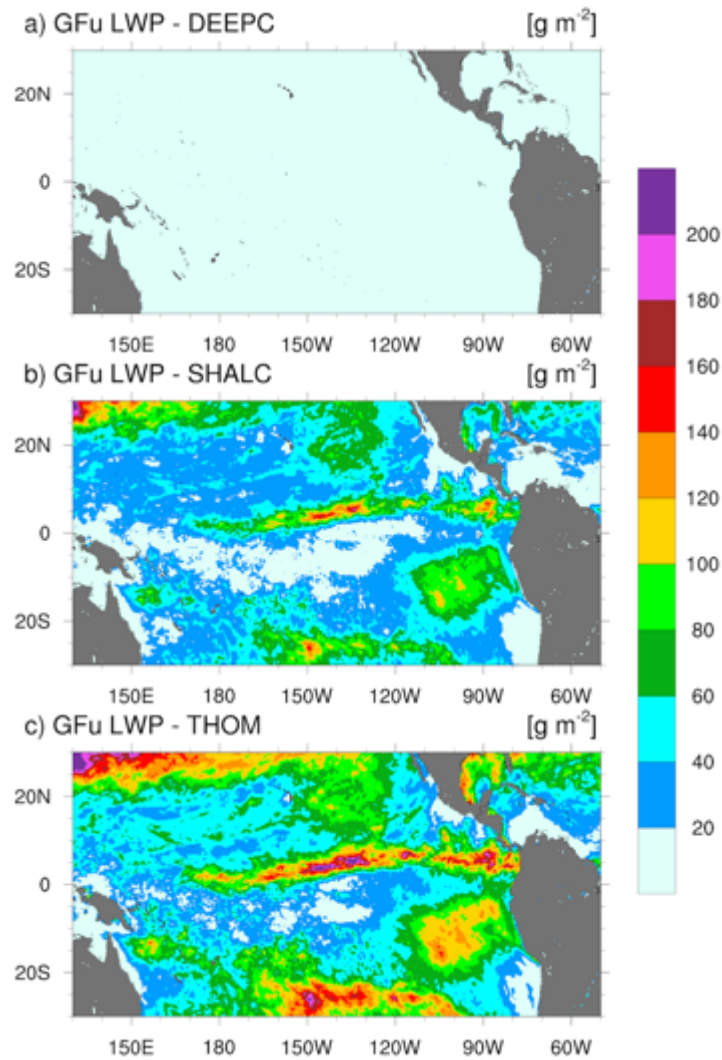 a) GFu LWP - DEEPC [g m-2]
20N
0
20S
150E 180 150W 120W 90W 60W
b) GFu LWP - SHALC [g m-2]
20N
0
20S
150E 180 150W 120W 90W 60W
c) GFu LWP - THOM [g m-2]
20N
0
20S
150E 180 150W 120W 90W 60W
200
180
160
140
120
100
80
60
40
20